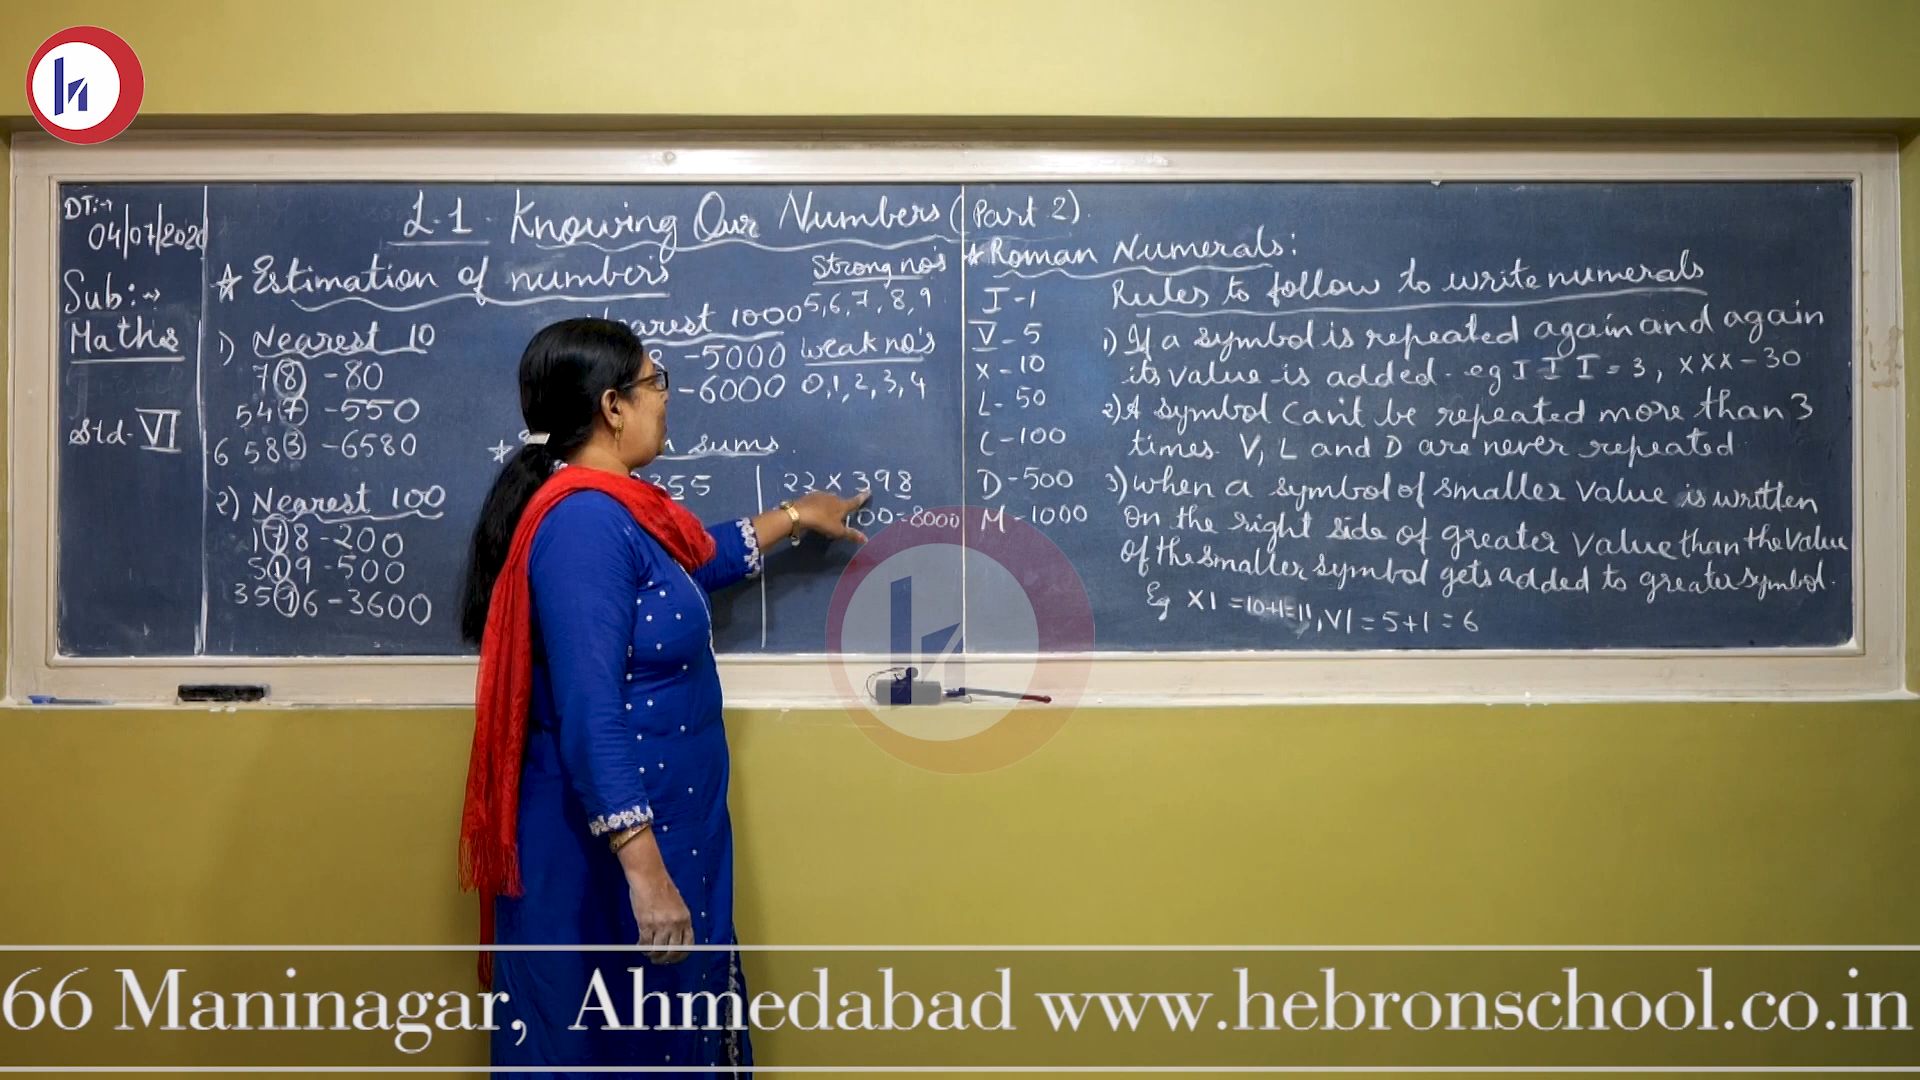 DT:→
04/07/2020
Sub:→
Maths
Std. VI
L.1. Knowing Our Numbers (Part 2)
* Estimation of numbers
1) Nearest 10
78 - 80
547 - 550
6583 - 6580
2) Nearest 100
178 - 200
519 - 500
3596 - 3600
1000
- 5000
- 6000
Strong no's
5, 6, 7, 8, 9
weak no's
0, 1, 2, 3, 4
* sums.
355
22 x 398
100 = 8000
* Roman Numerals:
I - 1
V - 5
X - 10
L - 50
C - 100
D - 500
M - 1000
Rules to follow to write numerals
1) If a symbol is repeated again and again
its value is added. eg I I I = 3, XXX - 30
2) A symbol can't be repeated more than 3
times. V, L and D are never repeated
3) when a symbol of smaller value is written
on the right side of greater value than the value
of the smaller symbol gets added to greater symbol.
Eg XI = 10+1=11, VI = 5+1 = 6
66 Maninagar, Ahmedabad www.hebronschool.co.in